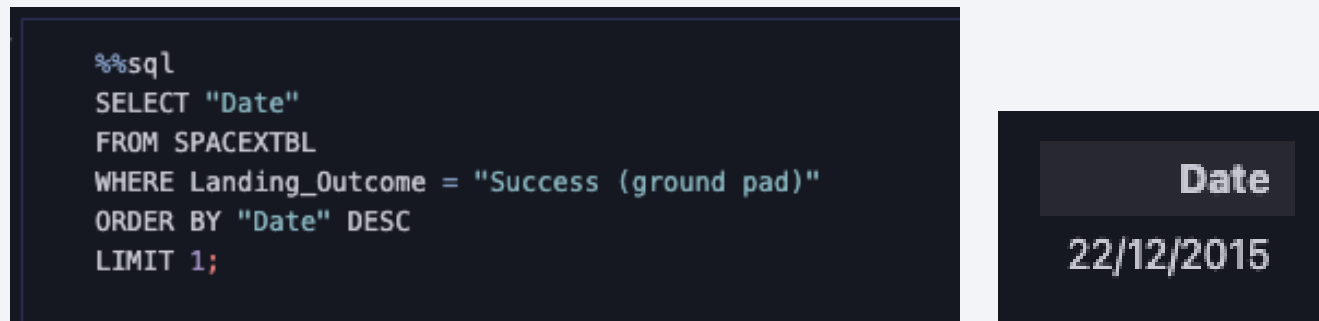 %%sql
SELECT "Date"
FROM SPACEXTBL
WHERE Landing_Outcome = "Success (ground pad)"
ORDER BY "Date" DESC
LIMIT 1;
Date
22/12/2015